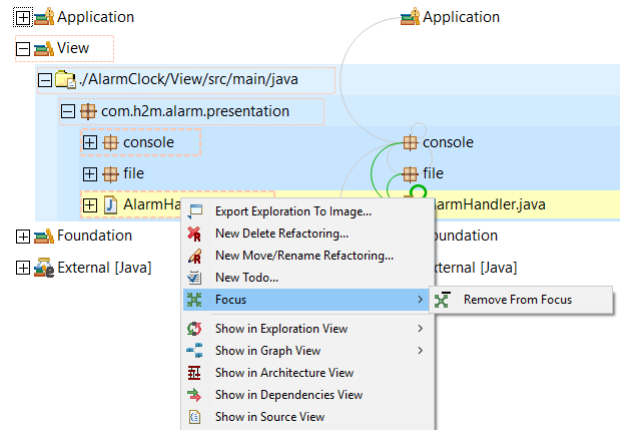 Application Application
View
./AlarmClock/View/src/main/java
com.h2m.alarm.presentation
console console
file file
AlarmHa armHandler.java
Export Exploration To Image...
New Delete Refactoring...
Foundation undation
New Move/Rename Refactoring...
External [Java] ternal [Java]
New Todo...
Focus Remove From Focus
Show in Exploration View
Show in Graph View
Show in Architecture View
Show in Dependencies View
Show in Source View